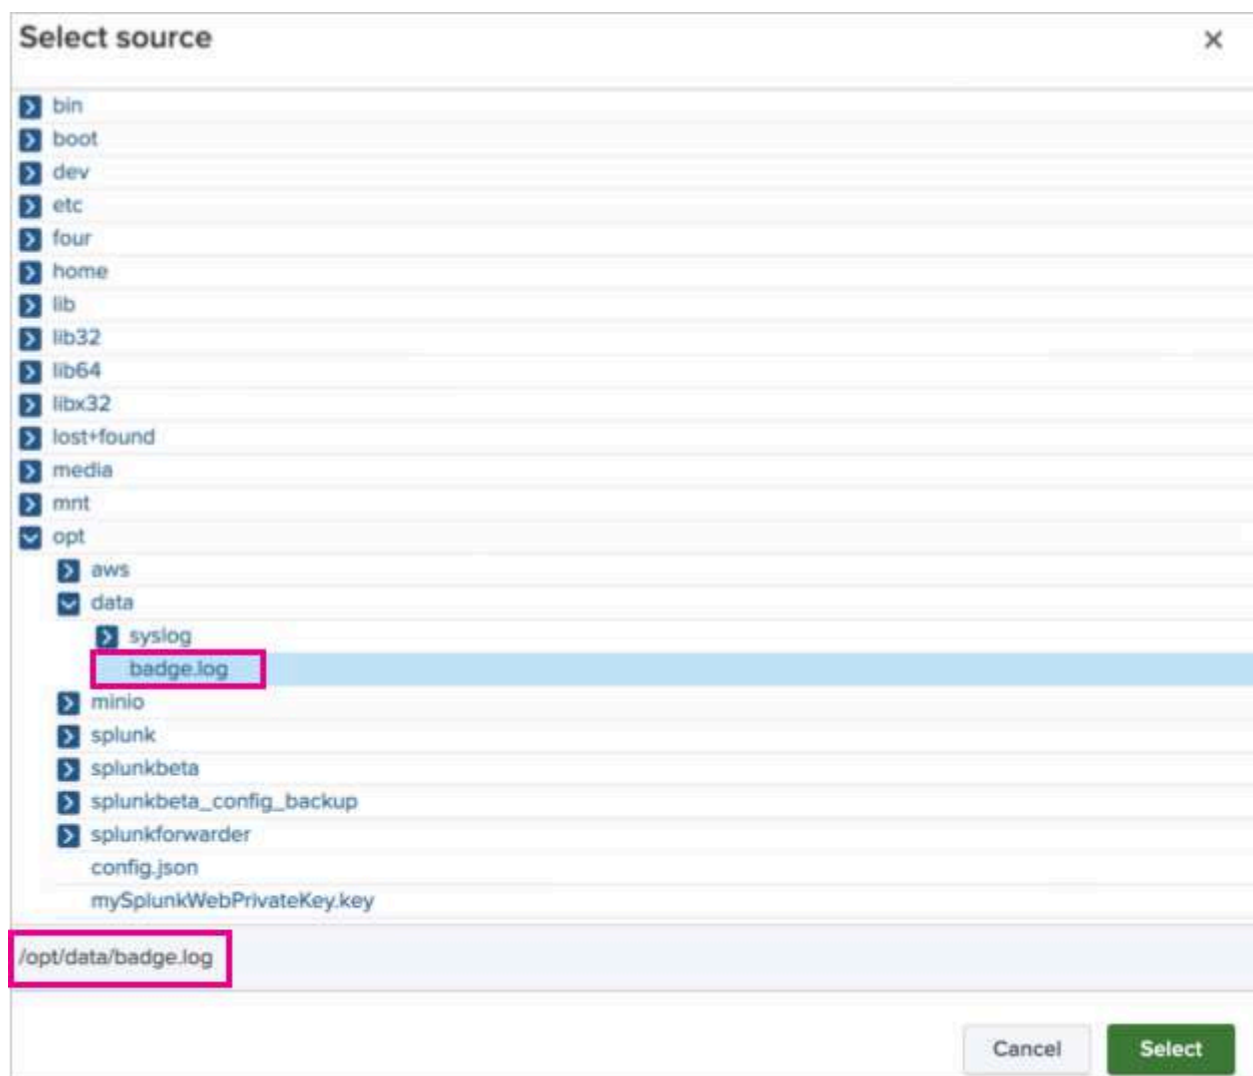 Select source
bin
boot
dev
etc
four
home
lib
lib32
lib64
libx32
lost+found
media
mnt
opt
aws
data
syslog
badge.log
minio
splunk
splunkbeta
splunkbeta_config_backup
splunkforwarder
config.json
mySplunkWebPrivateKey.key
/opt/data/badge.log
Cancel Select